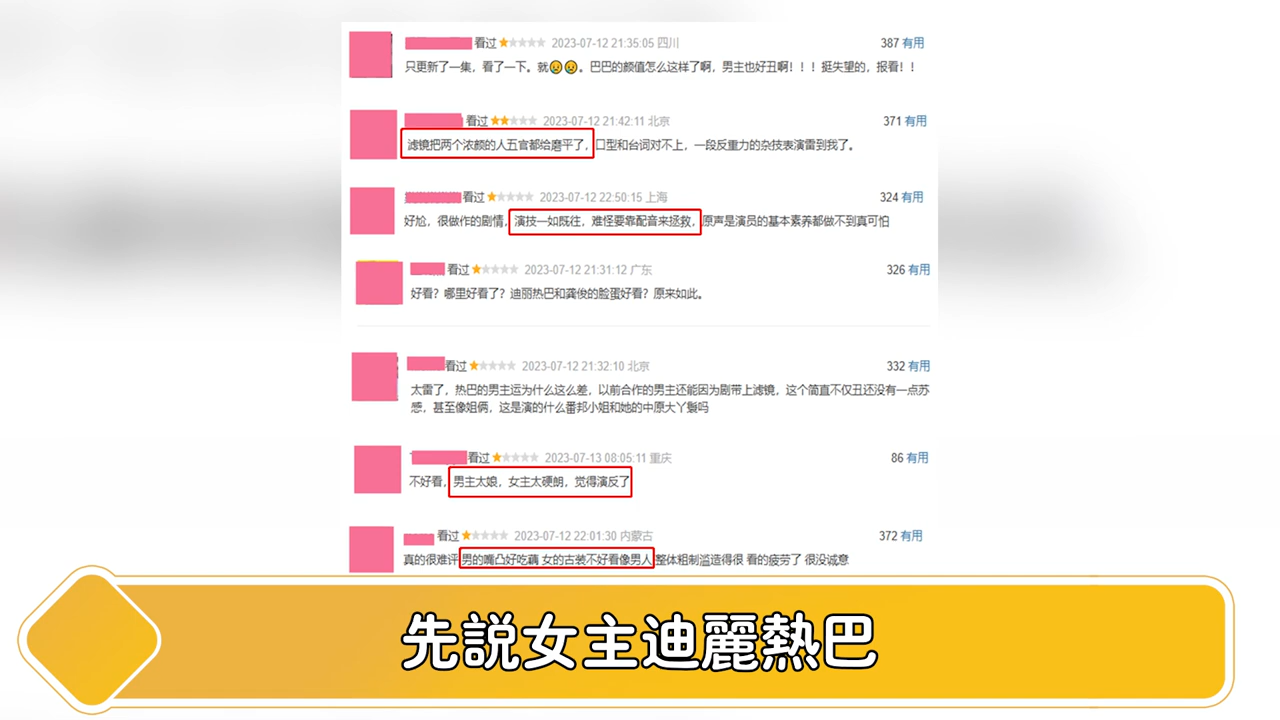 看过 2023-07-12 21:35:05 四川 387 有用
只更新了一集，看了一下。就😥😥。巴巴的颜值怎么这样了啊，男主也好丑啊！！！挺失望的，报看！！
看过 2023-07-12 21:42:11 北京 371 有用
滤镜把两个浓颜的人五官都给磨平了，口型和台词对不上，一段反重力的杂技表演雷到我了。
看过 2023-07-12 22:50:15 上海 324 有用
好尬，很做作的剧情，演技一如既往，难怪要靠配音来拯救，原声是演员的基本素养都做不到真可怕
看过 2023-07-12 21:31:12 广东 326 有用
好看？哪里好看了？迪丽热巴和龚俊的脸蛋好看？原来如此。
看过 2023-07-12 21:32:10 北京 332 有用
太雷了，热巴的男主运为什么这么差，以前合作的男主还能因为剧带上滤镜，这个简直不仅丑还没有一点苏
感，甚至像姐俩，这是演的什么番邦小姐和她的中原大丫鬟吗
看过 2023-07-13 08:05:11 重庆 86 有用
不好看，男主太娘，女主太硬朗，觉得演反了
看过 2023-07-12 22:01:30 内蒙古 372 有用
真的很难评 男的嘴凸好吃藕 女的古装不好看像男人 整体粗制滥造得很 看的疲劳了 很没诚意
先説女主迪麗熱巴